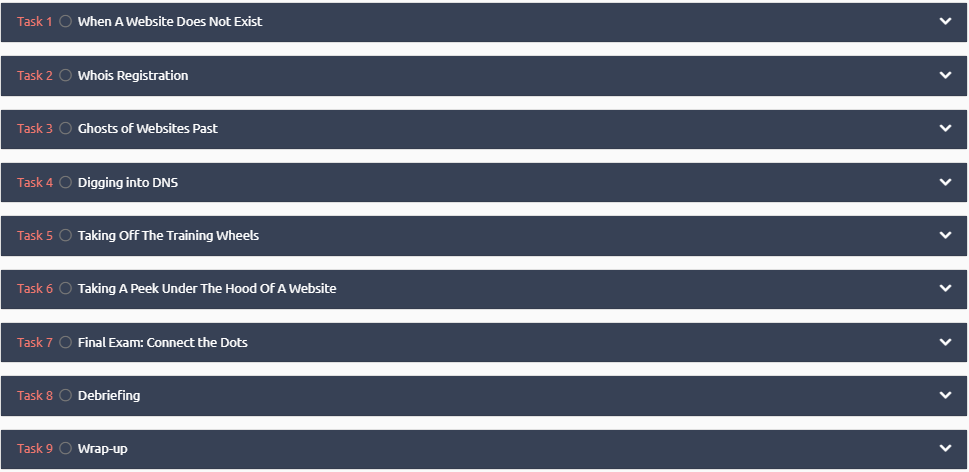 Task 1 When A Website Does Not Exist
Task 2 Whois Registration
Task 3 Ghosts of Websites Past
Task 4 Digging into DNS
Task 5 Taking Off The Training Wheels
Task 6 Taking A Peek Under The Hood Of A Website
Task 7 Final Exam: Connect the Dots
Task 8 Debriefing
Task 9 Wrap-up